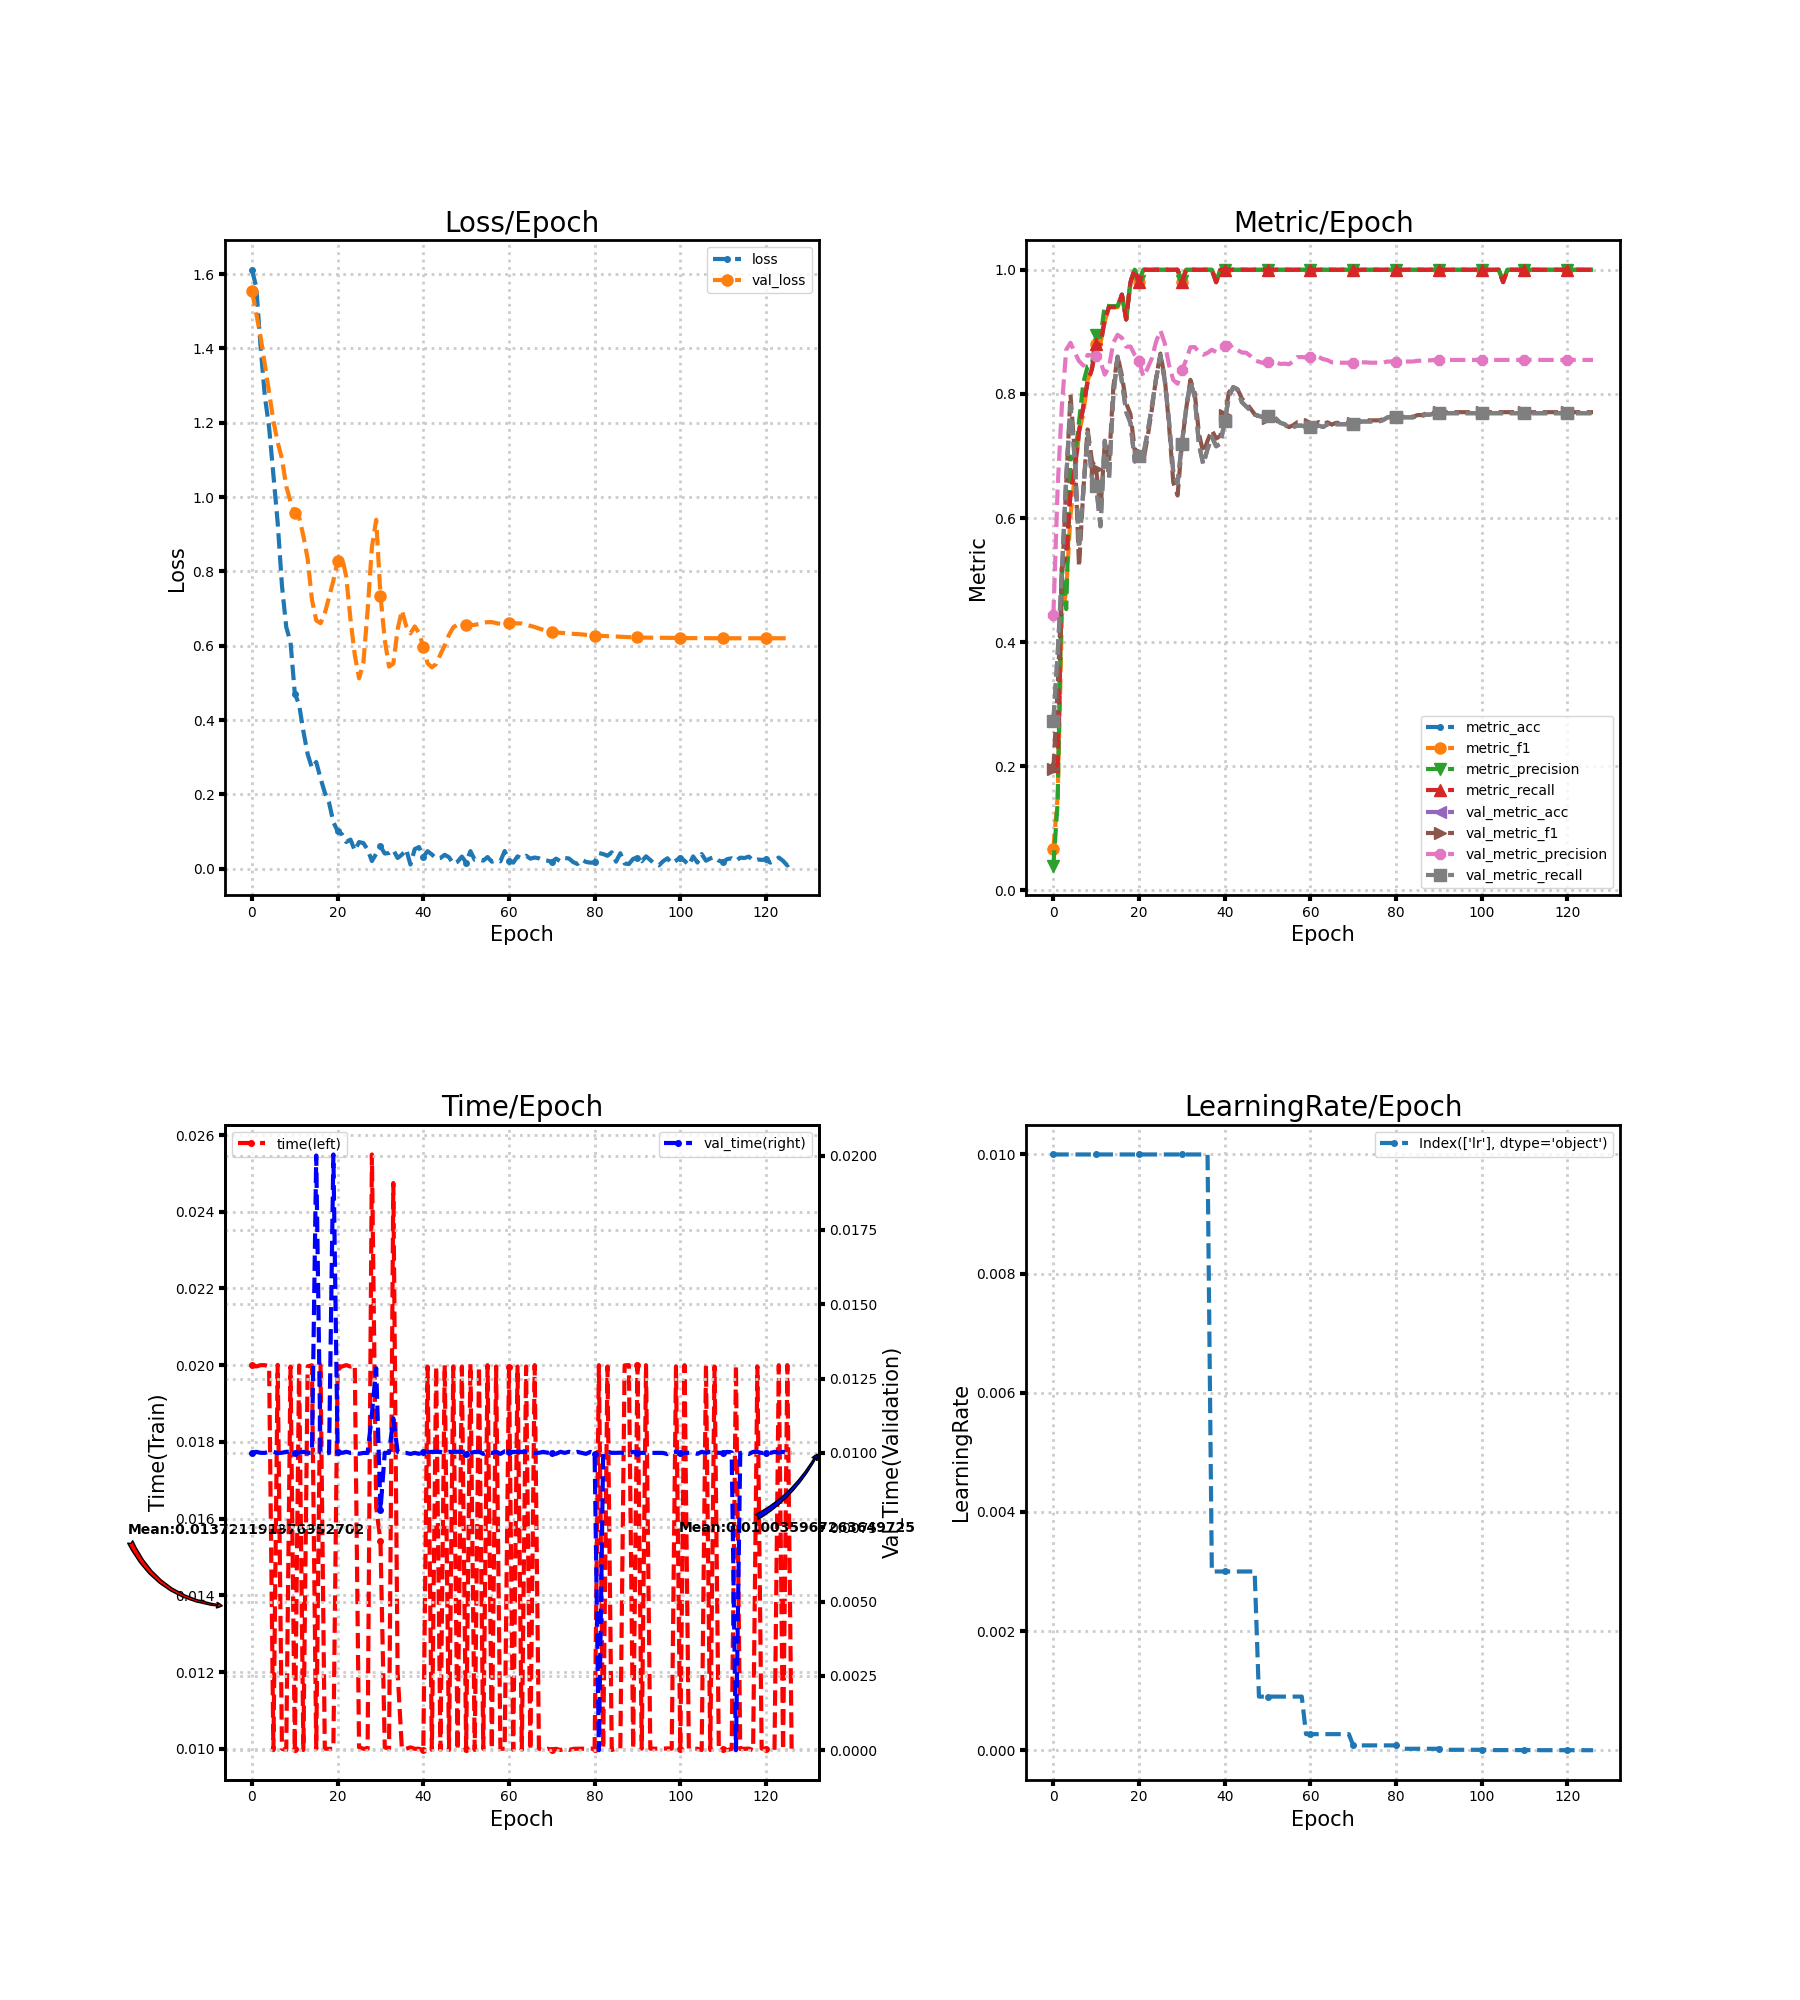 Loss/Epoch
1.6
1.4
1.2
1.0
0.8
0.6
0.4
0.2
0.0
Loss
loss
val_loss
0
20
40
60
80
100
120
Epoch
Metric/Epoch
1.0
0.8
0.6
0.4
0.2
0.0
Metric
metric_acc
metric_f1
metric_precision
metric_recall
val_metric_acc
val_metric_f1
val_metric_precision
val_metric_recall
0
20
40
60
80
100
120
Epoch
Time/Epoch
0.026
0.024
0.022
0.020
0.018
0.016
0.014
0.012
0.010
Time(Train)
time(left)
val_time(right)
0.0200
0.0175
0.0150
0.0125
0.0100
0.0075
0.0050
0.0025
0.0000
Val_Time(Validation)
0
20
40
60
80
100
120
Epoch
LearningRate/Epoch
0.010
0.008
0.006
0.004
0.002
0.000
LearningRate
Index(['lr'], dtype='object')
0
20
40
60
80
100
120
Epoch